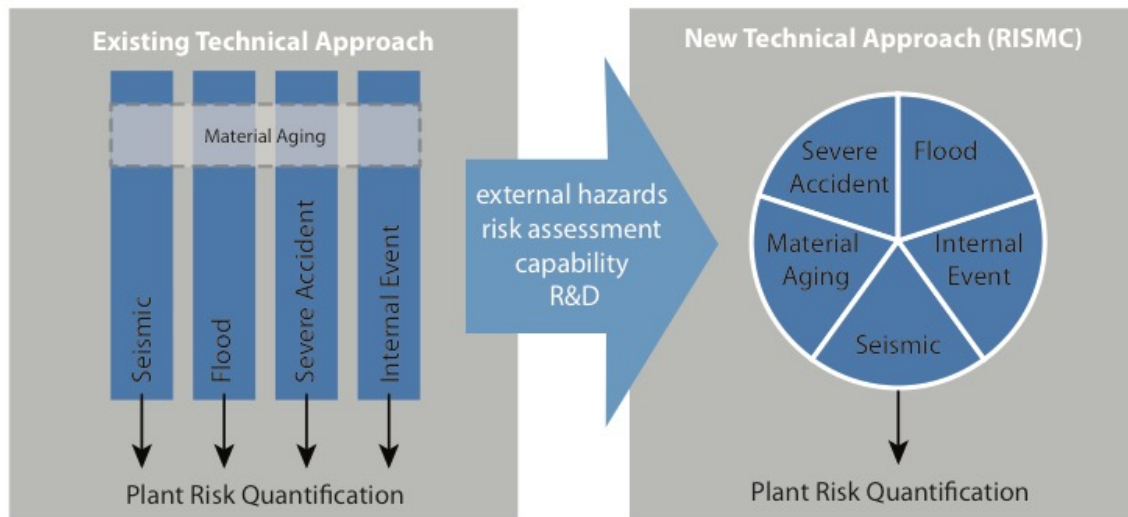 Existing Technical Approach
Material Aging
Seismic
Flood
Severe Accident
Internal Event
Plant Risk Quantification
external hazards
risk assessment
capability
R&D
New Technical Approach (RISMC)
Severe
Accident
Flood
Material
Aging
Internal
Event
Seismic
Plant Risk Quantification